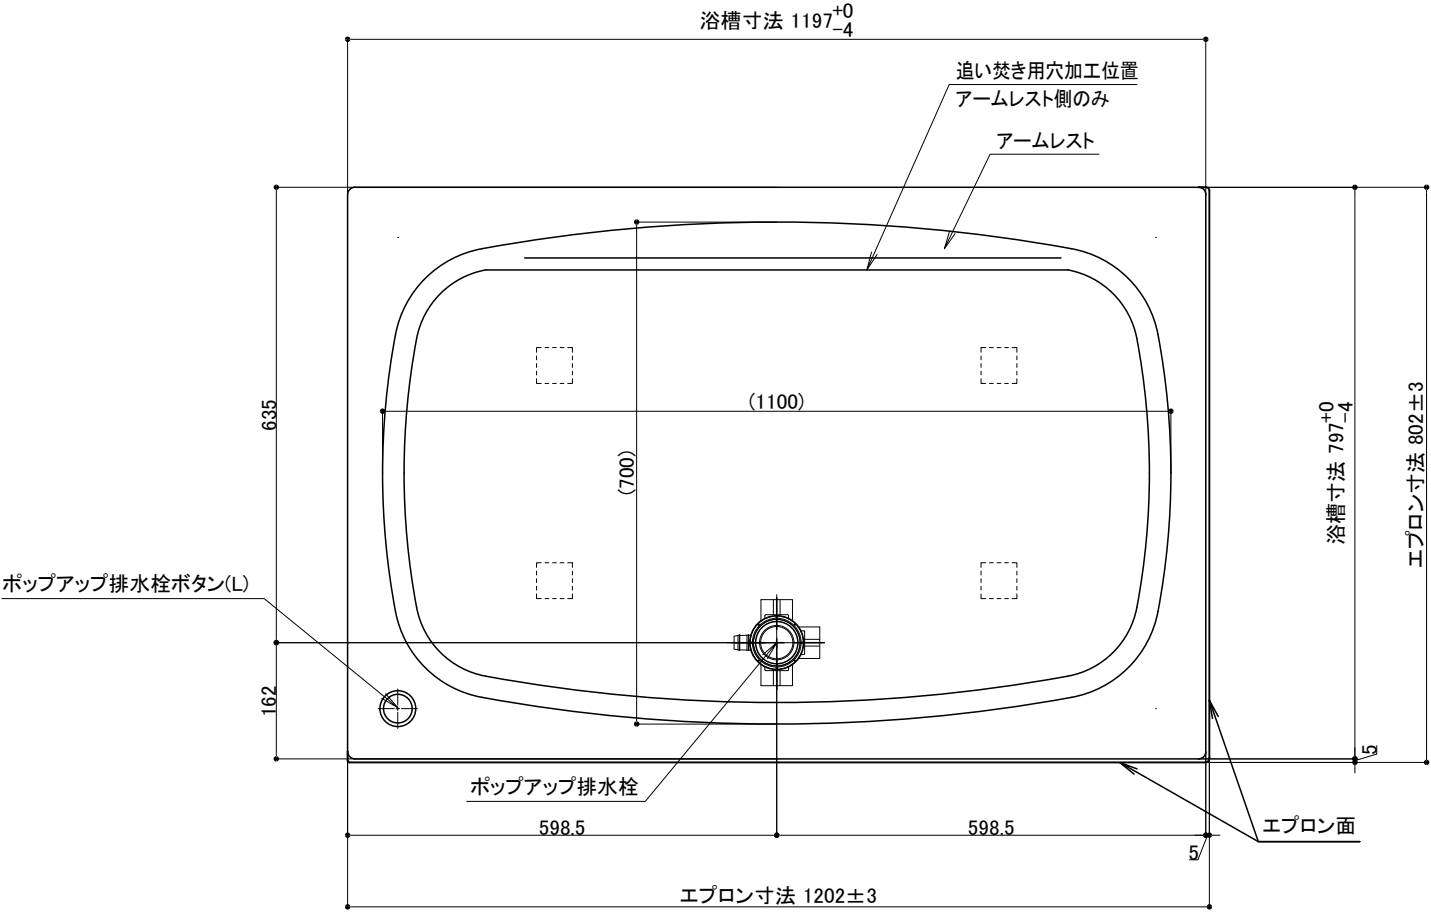 浴槽寸法 1197+0-4
追い焚き用穴加工位置
アームレスト側のみ
アームレスト
635
(1100)
(700)
浴槽寸法 797+0-4
エプロン寸法 802±3
ポップアップ排水栓ボタン(L)
162
5
ポップアップ排水栓
598.5
598.5
エプロン面
5
エプロン寸法 1202±3